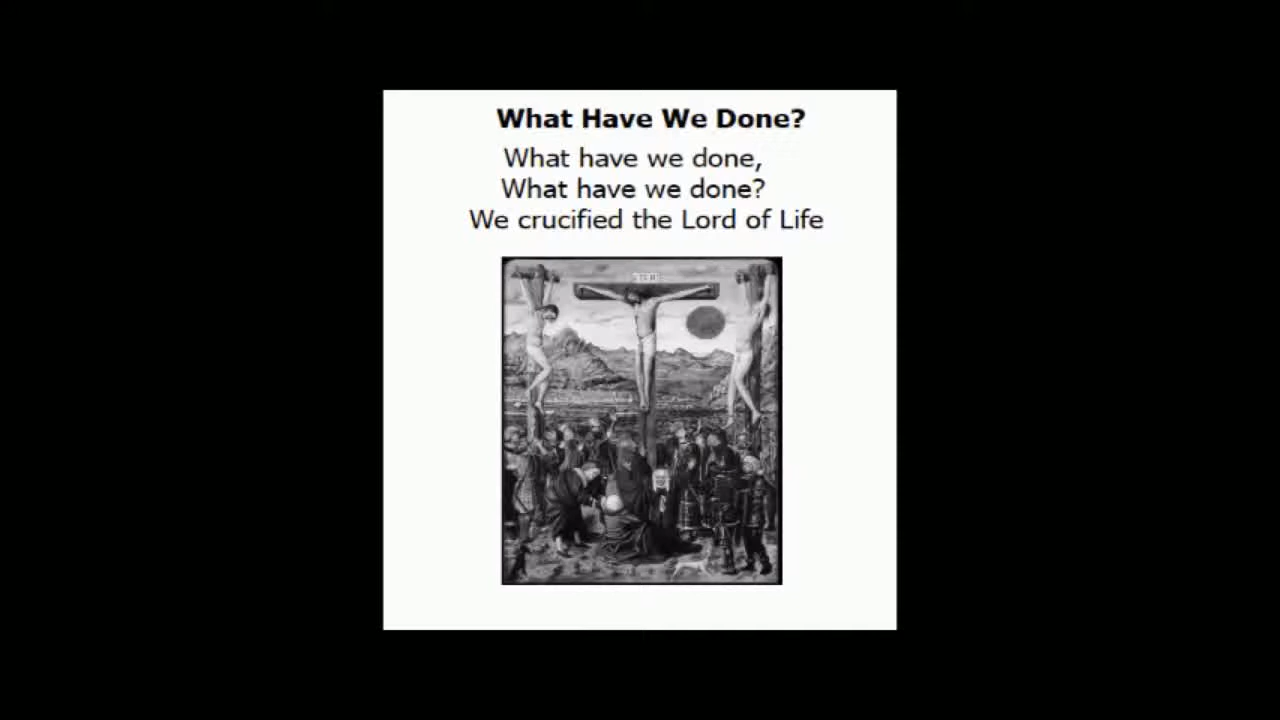 What Have We Done?
What have we done,
What have we done?
We crucified the Lord of Life